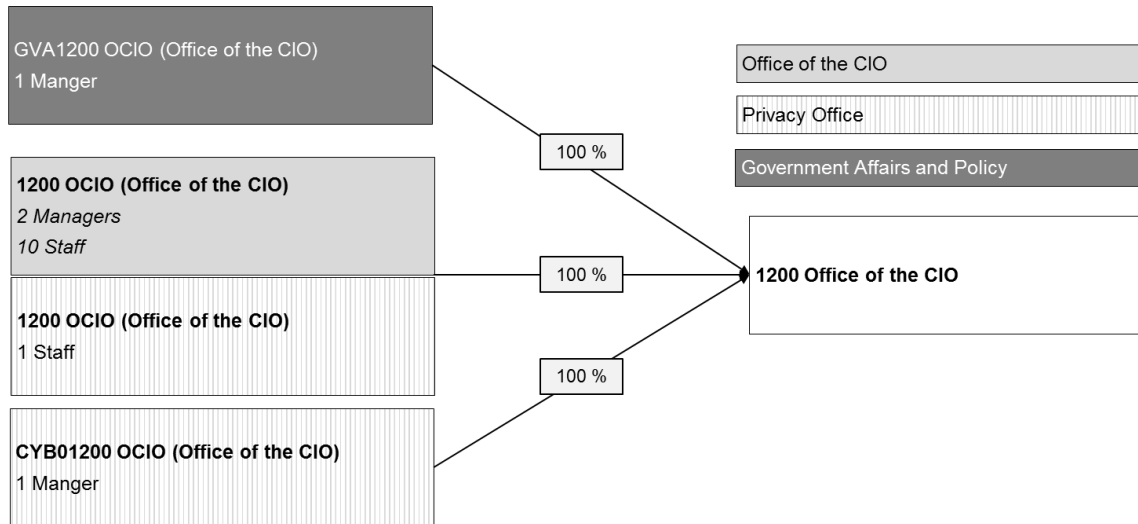 GVA1200 OCIO (Office of the CIO)
1 Manger
1200 OCIO (Office of the CIO)
2 Managers
10 Staff
1200 OCIO (Office of the CIO)
1 Staff
CYB01200 OCIO (Office of the CIO)
1 Manger
100 %
100 %
100 %
Office of the CIO
Privacy Office
Government Affairs and Policy
1200 Office of the CIO